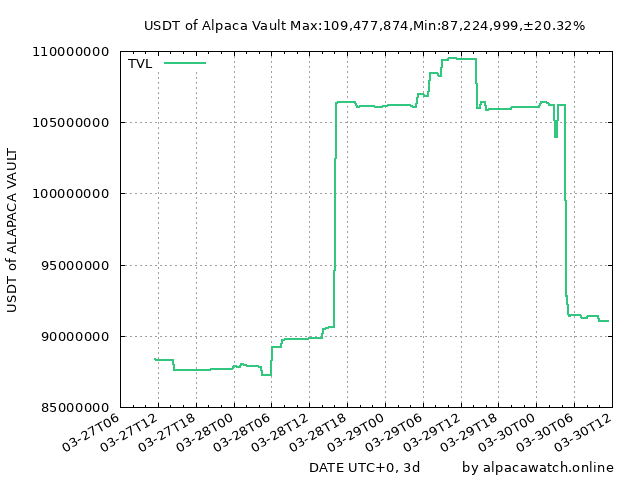 USDT of Alpaca Vault Max:109,477,874,Min:87,224,999,±20.32%
TVL
110000000
105000000
100000000
95000000
90000000
85000000
USDT of ALAPACA VAULT
03-27T06
03-27T12
03-27T18
03-28T00
03-28T06
03-28T12
03-28T18
03-29T00
03-29T06
03-29T12
03-29T18
03-30T00
03-30T06
03-30T12
DATE UTC+0, 3d
by alpacawatch.online